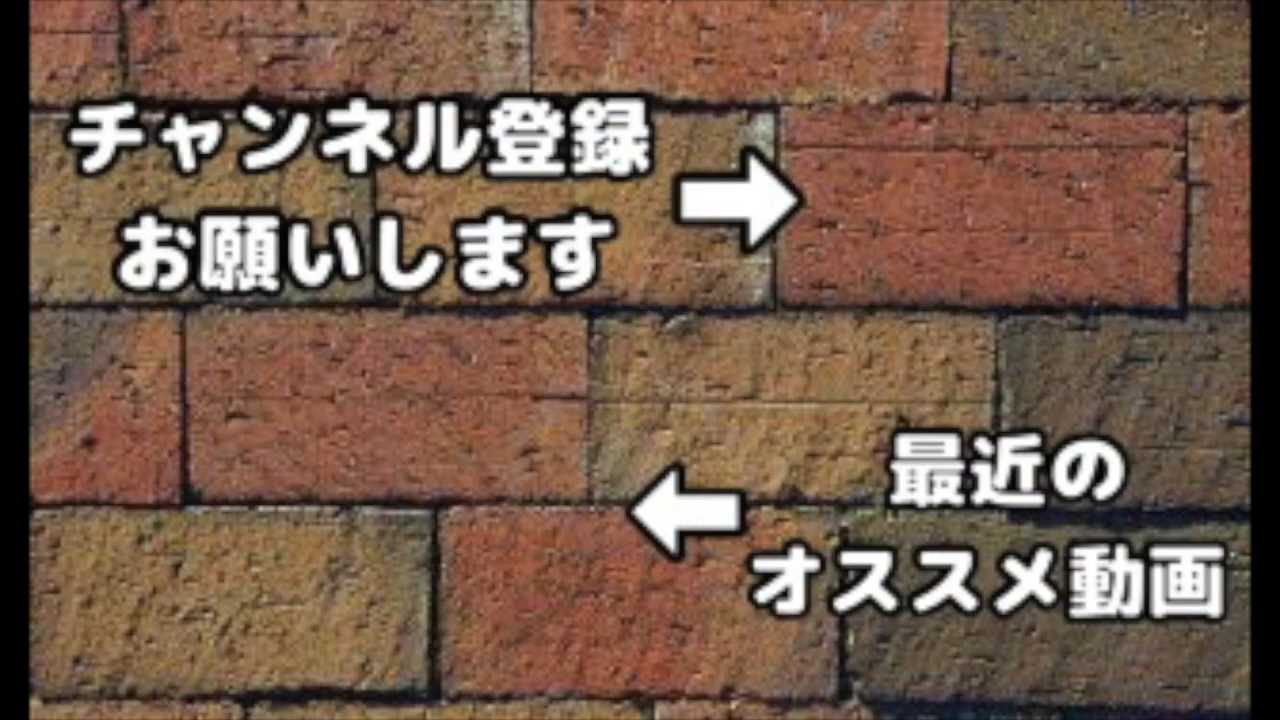 チャンネル登録
お願いします
最近の
オススメ動画